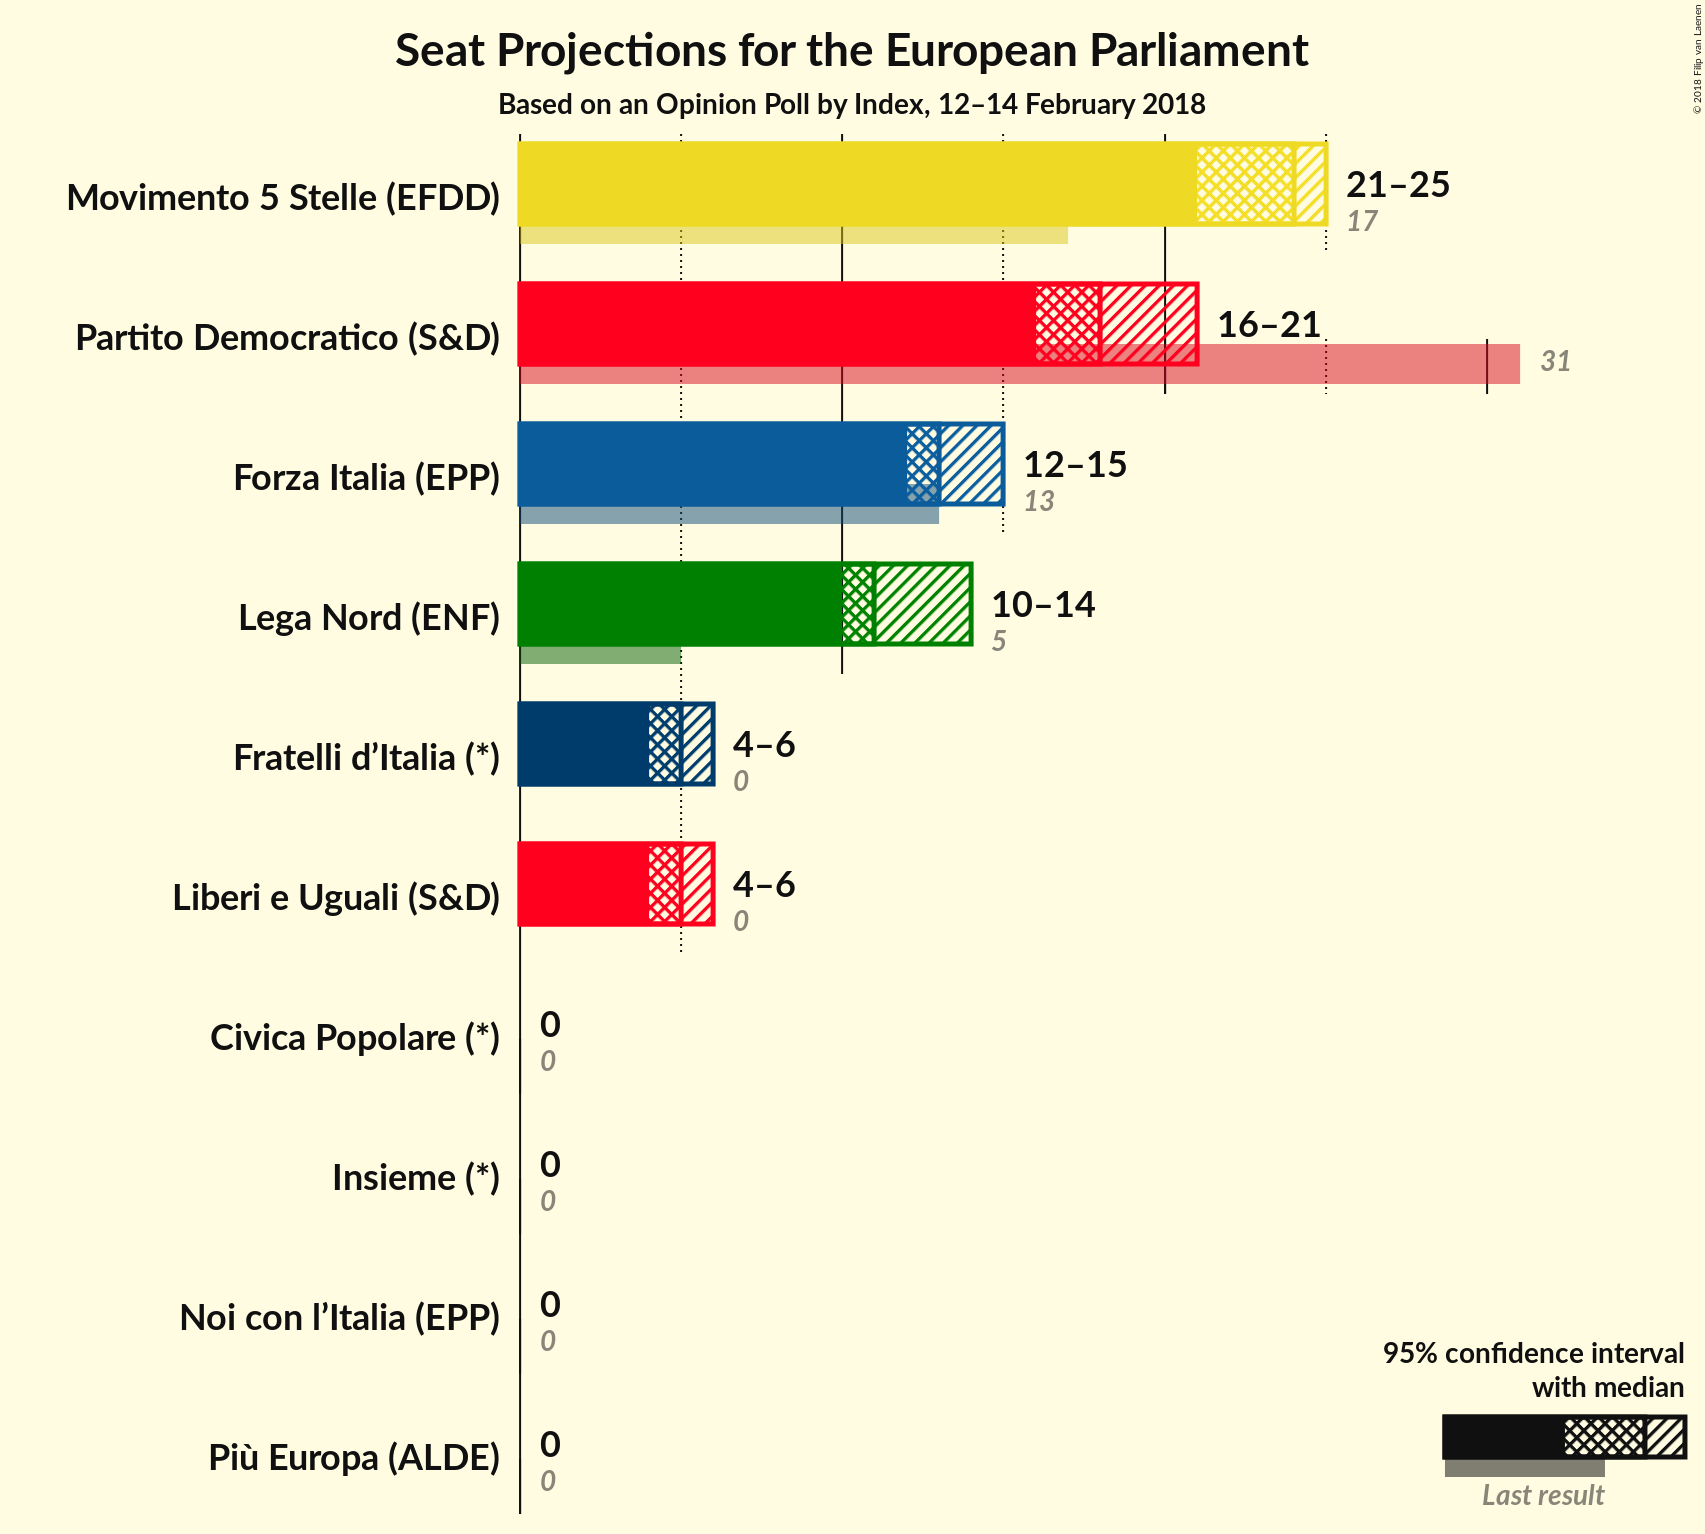 Seat Projections for the European Parliament
Based on an Opinion Poll by Index, 12–14 February 2018
© 2018 Filip van Laenen
Movimento 5 Stelle (EFDD)
21–25
17
Partito Democratico (S&D)
16–21
31
Forza Italia (EPP)
12–15
13
Lega Nord (ENF)
10–14
5
Fratelli d’Italia (*)
4–6
0
Liberi e Uguali (S&D)
4–6
0
Civica Popolare (*)
0
0
Insieme (*)
0
0
Noi con l’Italia (EPP)
0
0
Più Europa (ALDE)
0
0
95% confidence interval
with median
Last result